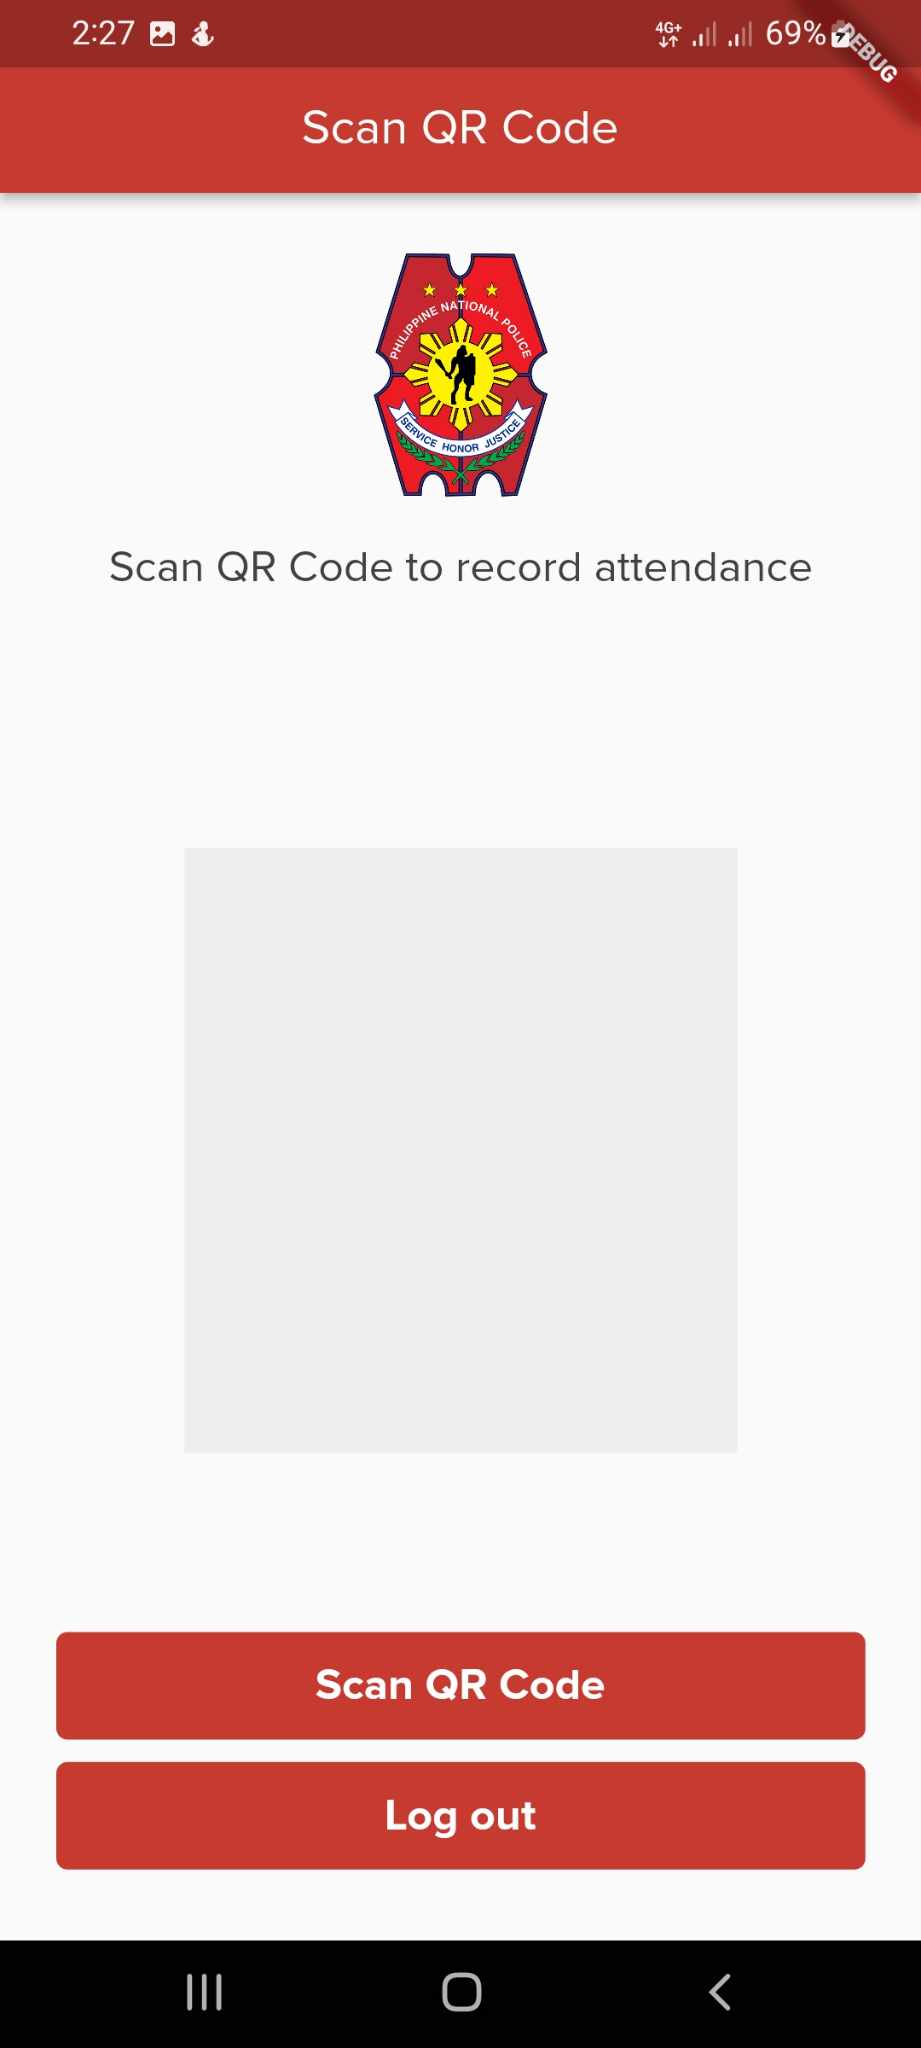 2:27
4G+
69%
DEBUG
Scan QR Code
PHILIPPINE NATIONAL POLICE
SERVICE HONOR JUSTICE
Scan QR Code to record attendance
Scan QR Code
Log out